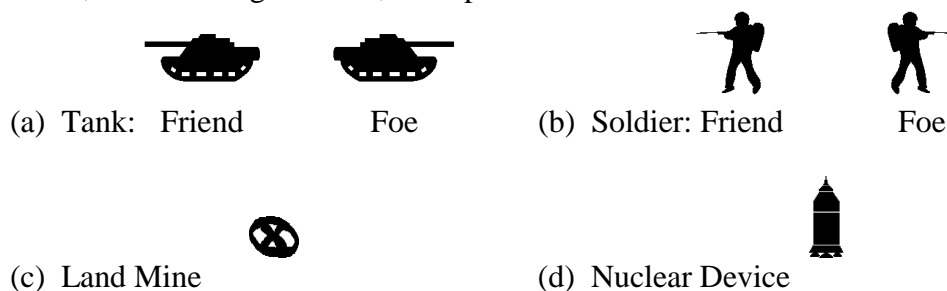 (a) Tank: Friend Foe (b) Soldier: Friend Foe
(c) Land Mine (d) Nuclear Device